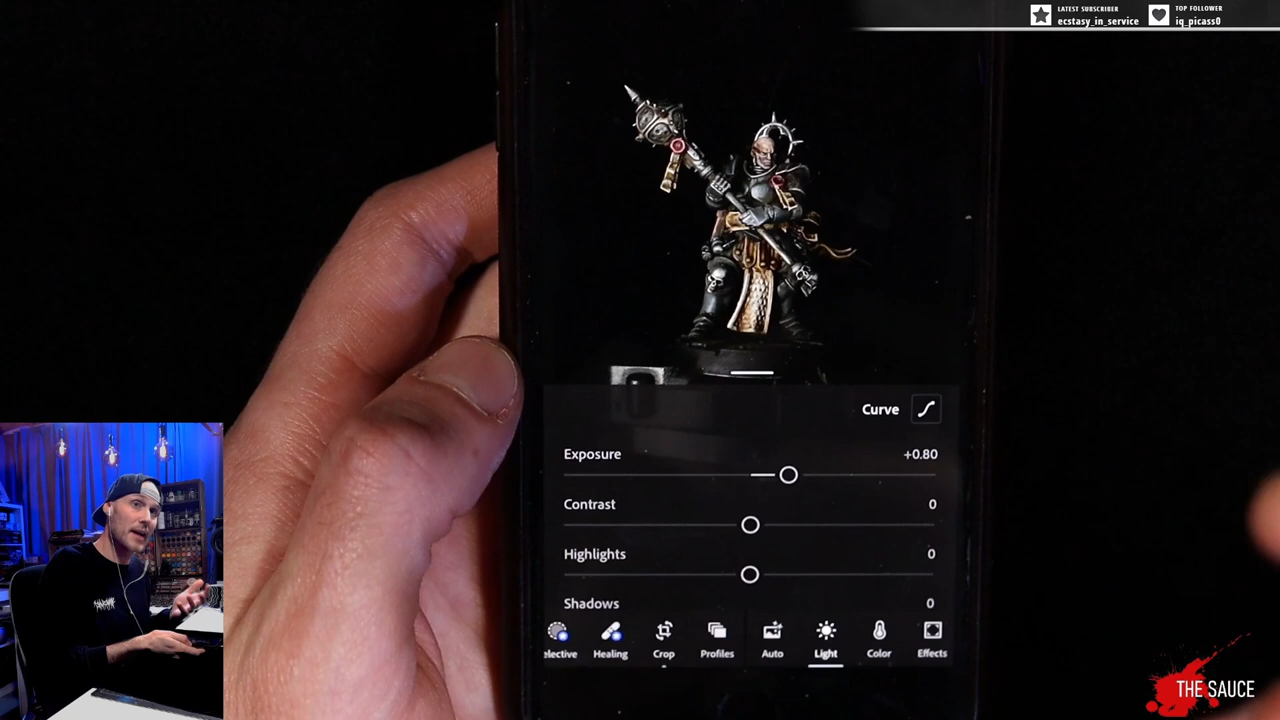 LATEST SUBSCRIBER
ecstasy_in_service
TOP FOLLOWER
iq_picass0
Curve
Exposure +0.80
Contrast 0
Highlights 0
Shadows 0
elective Healing Crop Profiles Auto Light Color Effects
THE SAUCE